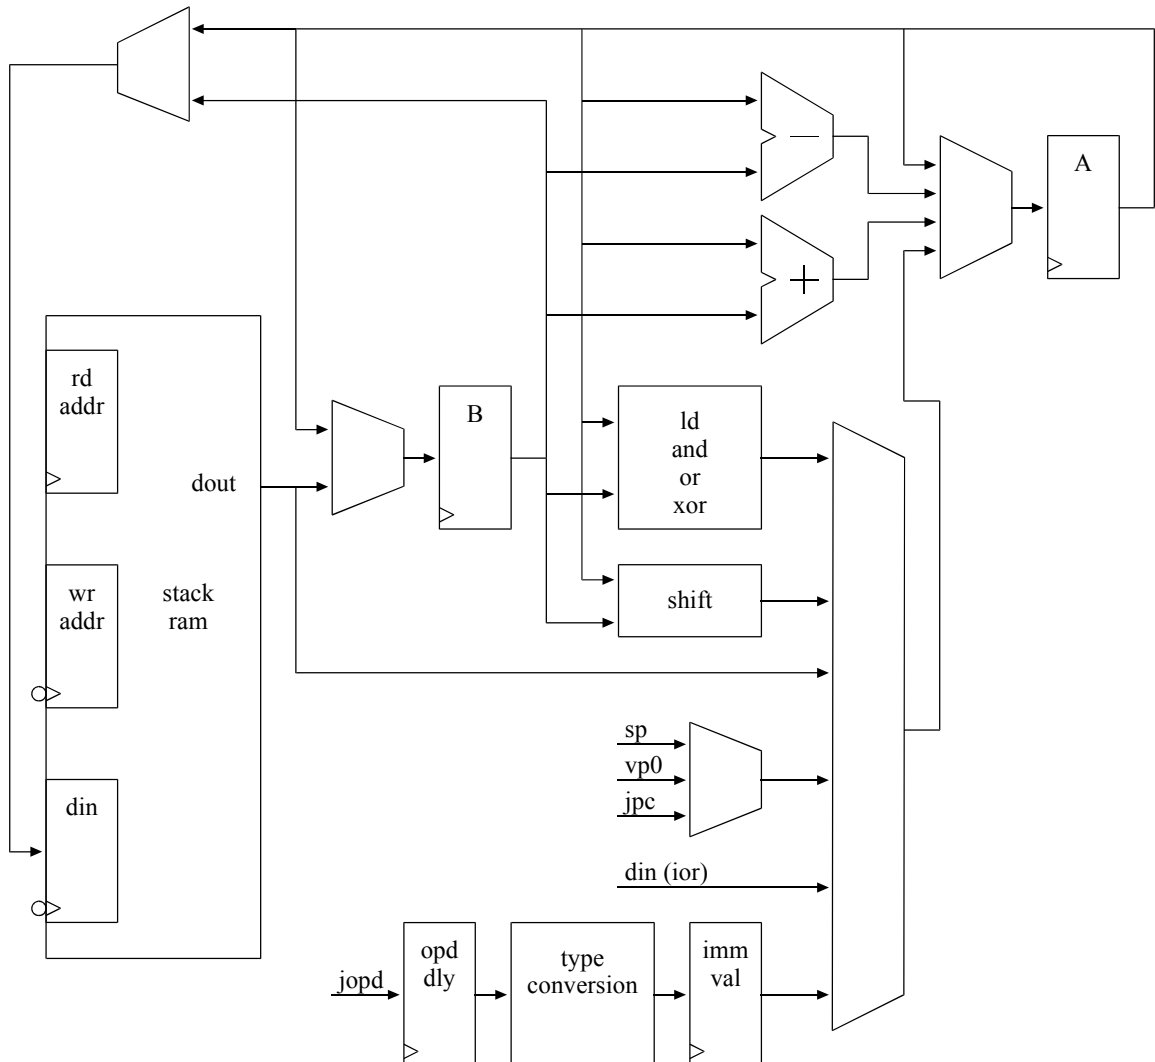 A
rd
addr
B
ld
and
or
xor
dout
wr
addr
stack
ram
shift
sp
vp0
jpc
din
din (ior)
jopd
opd
dly
type
conversion
imm
val